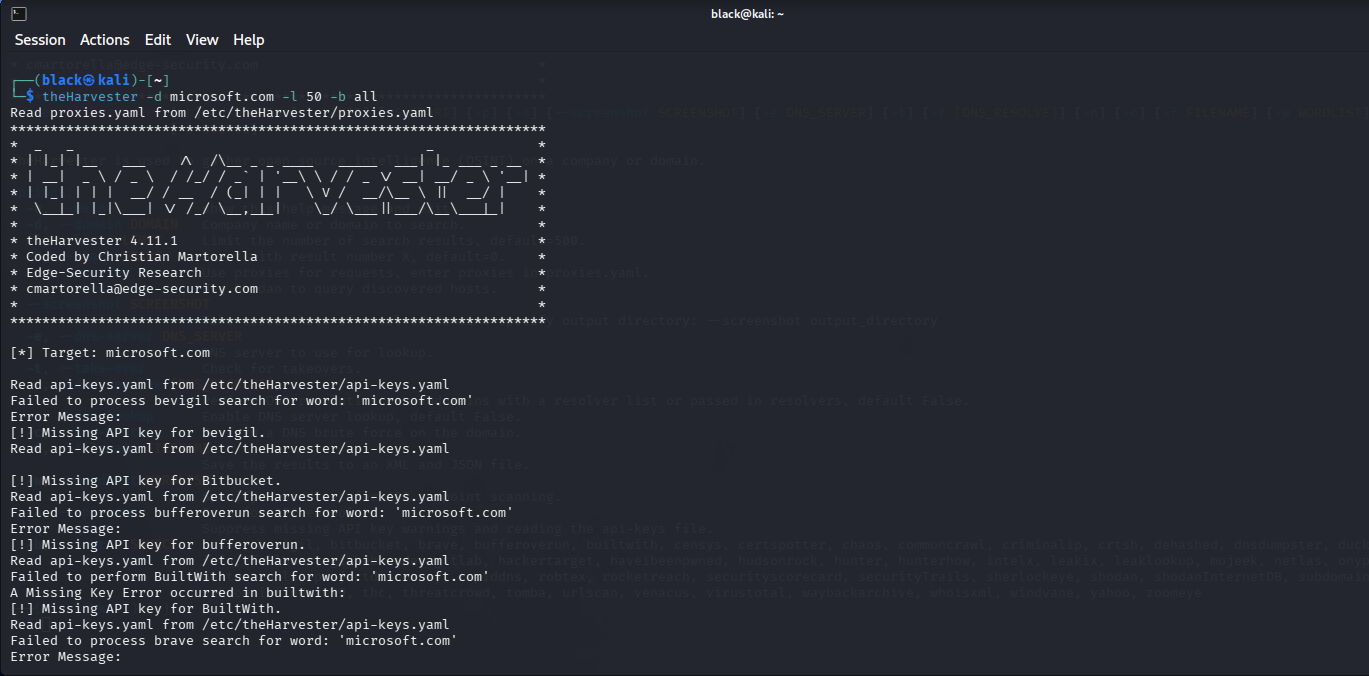 black@kali: ~
Session Actions Edit View Help
cmartorella@edge-security.com
┌──(black㉿kali)-[~]
└─$ theHarvester -d microsoft.com -l 50 -b all
Read proxies.yaml from /etc/theHarvester/proxies.yaml
*******************************************************************
* theHarvester *
* *
* theHarvester 4.11.1 *
* Coded by Christian Martorella *
* Edge-Security Research *
* cmartorella@edge-security.com *
* *
*******************************************************************
[*] Target: microsoft.com
Read api-keys.yaml from /etc/theHarvester/api-keys.yaml
Failed to process bevigil search for word: 'microsoft.com'
Error Message:
[!] Missing API key for bevigil.
Read api-keys.yaml from /etc/theHarvester/api-keys.yaml
[!] Missing API key for Bitbucket.
Read api-keys.yaml from /etc/theHarvester/api-keys.yaml
Failed to process bufferoverun search for word: 'microsoft.com'
Error Message:
[!] Missing API key for bufferoverun.
Read api-keys.yaml from /etc/theHarvester/api-keys.yaml
Failed to perform BuiltWith search for word: 'microsoft.com'
A Missing Key Error occurred in builtwith:
[!] Missing API key for BuiltWith.
Read api-keys.yaml from /etc/theHarvester/api-keys.yaml
Failed to process brave search for word: 'microsoft.com'
Error Message: